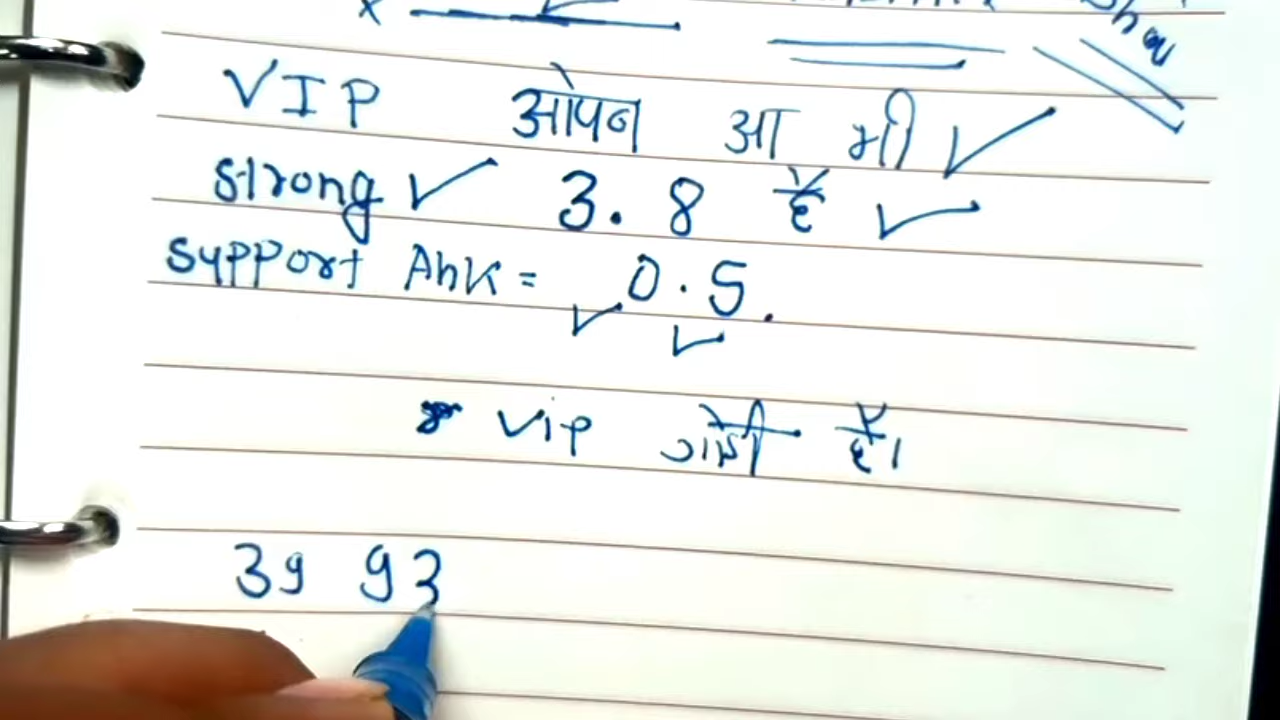 VIP ओपन आ मी
strong 3. 8 है
support Ank = 0 . 5 .
Vip जोड़ी है।
39 93